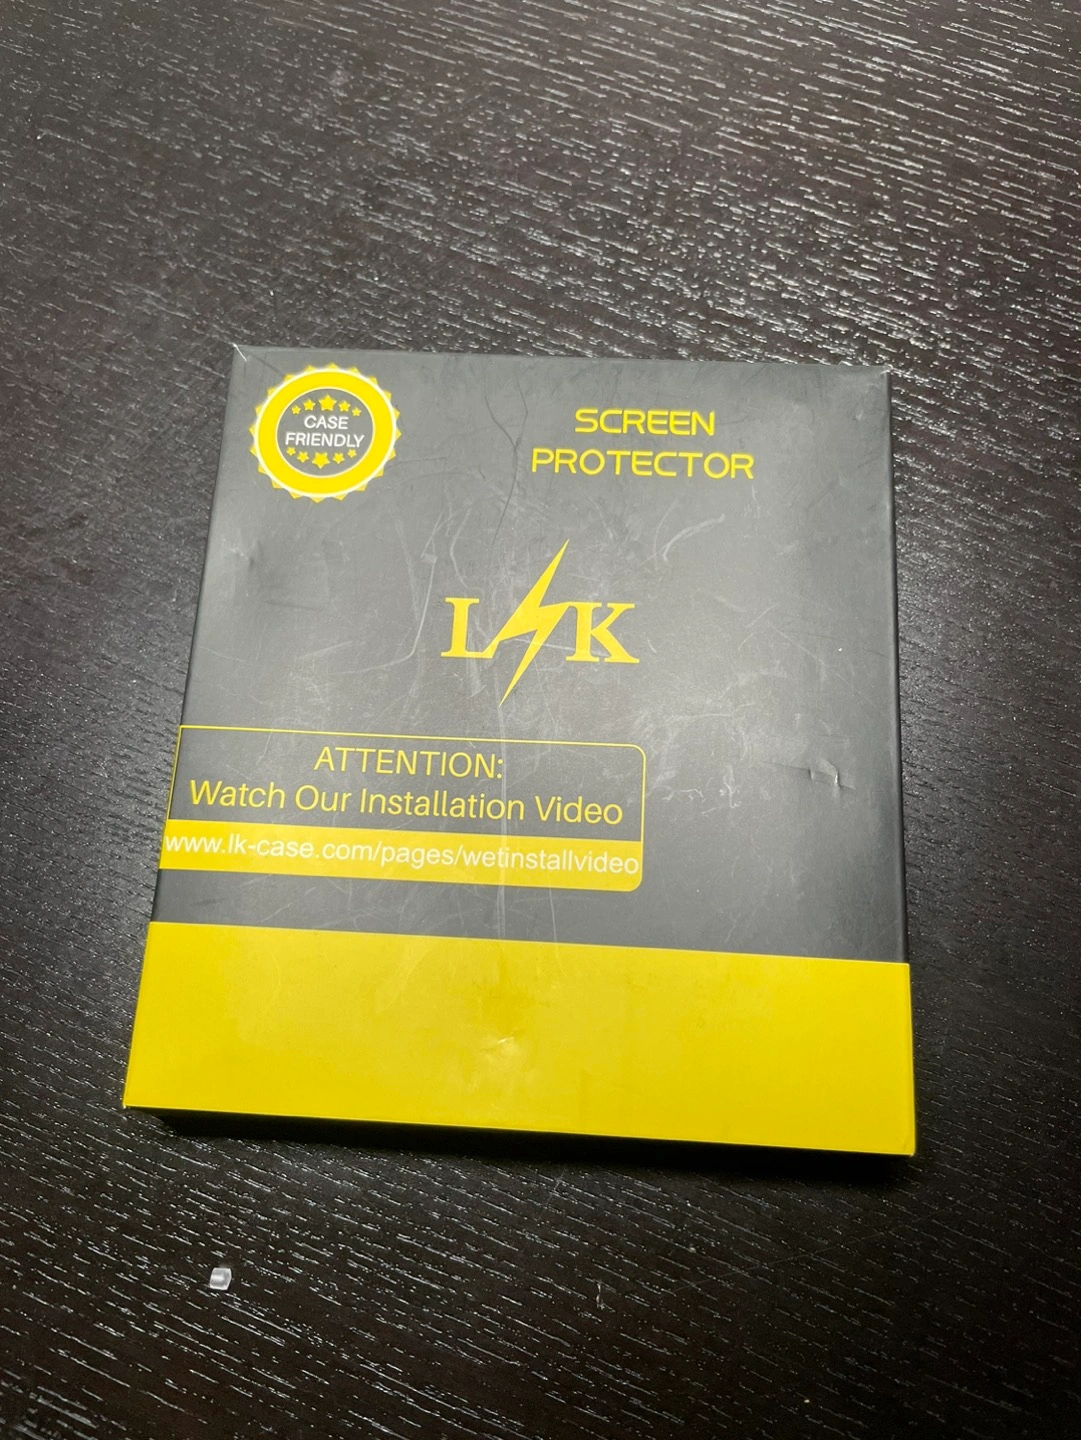 CASE
FRIENDLY
SCREEN
PROTECTOR
LK
ATTENTION:
Watch Our Installation Video
www.lk-case.com/pages/wetinstallvideo